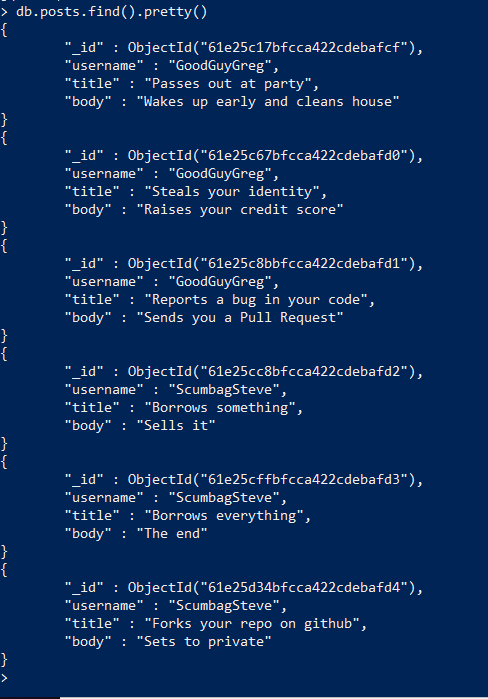 > db.posts.find().pretty()
{
"_id" : ObjectId("61e25c17bfcca422cdebafcf"),
"username" : "GoodGuyGreg",
"title" : "Passes out at party",
"body" : "Wakes up early and cleans house"
}
{
"_id" : ObjectId("61e25c67bfcca422cdebafd0"),
"username" : "GoodGuyGreg",
"title" : "Steals your identity",
"body" : "Raises your credit score"
}
{
"_id" : ObjectId("61e25c8bbfcca422cdebafd1"),
"username" : "GoodGuyGreg",
"title" : "Reports a bug in your code",
"body" : "Sends you a Pull Request"
}
{
"_id" : ObjectId("61e25cc8bfcca422cdebafd2"),
"username" : "ScumbagSteve",
"title" : "Borrows something",
"body" : "Sells it"
}
{
"_id" : ObjectId("61e25cffbfcca422cdebafd3"),
"username" : "ScumbagSteve",
"title" : "Borrows everything",
"body" : "The end"
}
{
"_id" : ObjectId("61e25d34bfcca422cdebafd4"),
"username" : "ScumbagSteve",
"title" : "Forks your repo on github",
"body" : "Sets to private"
}
>